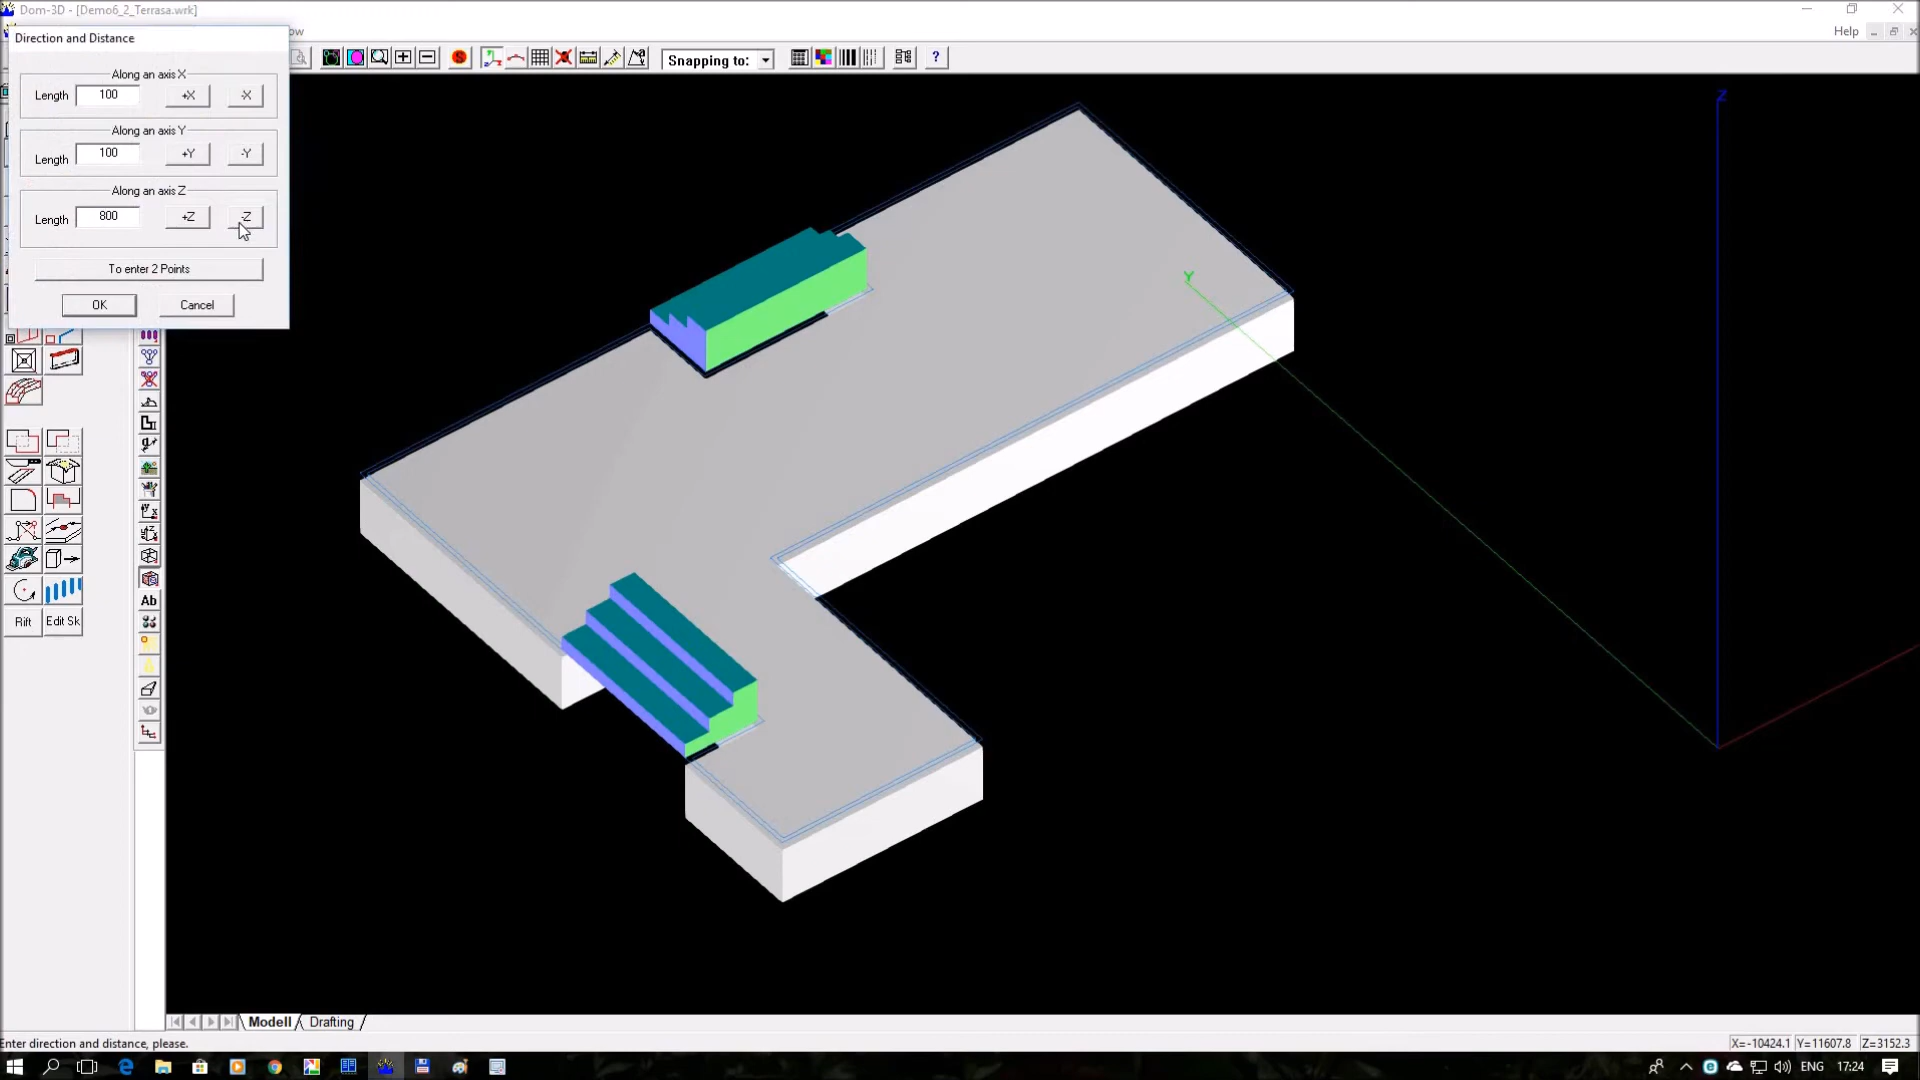 Dom-3D - [Demo6_2_Terrasa.wrk]
Direction and Distance
ow
Help
Snapping to:
?
Along an axis X
Length 100 +X -X
Along an axis Y
Length 100 +Y -Y
Along an axis Z
Length 800 +Z -Z
To enter 2 Points
OK Cancel
Z
Y
Ab
Rift Edit Sk
Modell Drafting
Enter direction and distance, please.
X=-10424.1 Y=11607.8 Z=3152.3
ENG 17:24